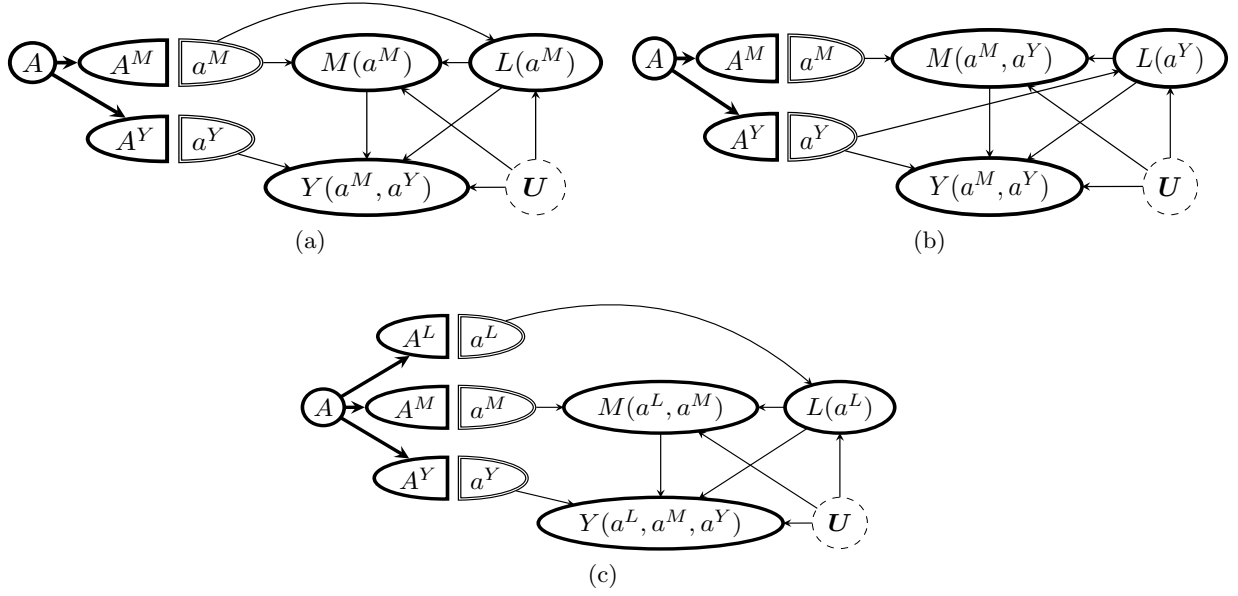 A A^M a^M M(a^M) L(a^M)
A^Y a^Y Y(a^M, a^Y) U
(a)
A A^M a^M M(a^M, a^Y) L(a^Y)
A^Y a^Y Y(a^M, a^Y) U
(b)
A^L a^L
A A^M a^M M(a^L, a^M) L(a^L)
A^Y a^Y Y(a^L, a^M, a^Y) U
(c)